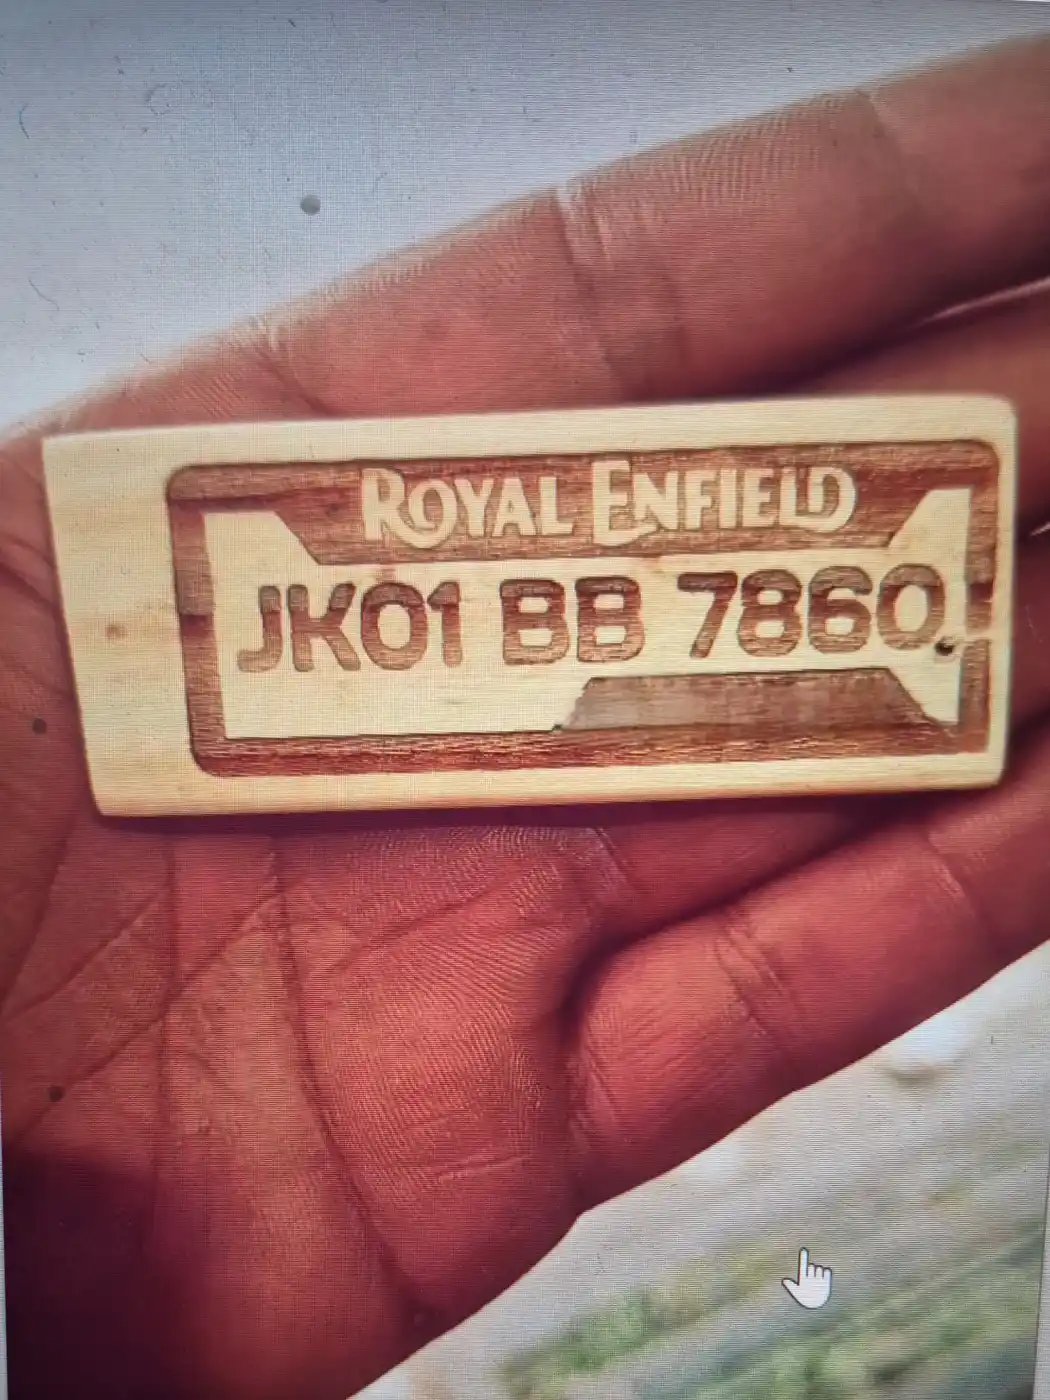 ROYAL ENFIELD
JK01 BB 7860